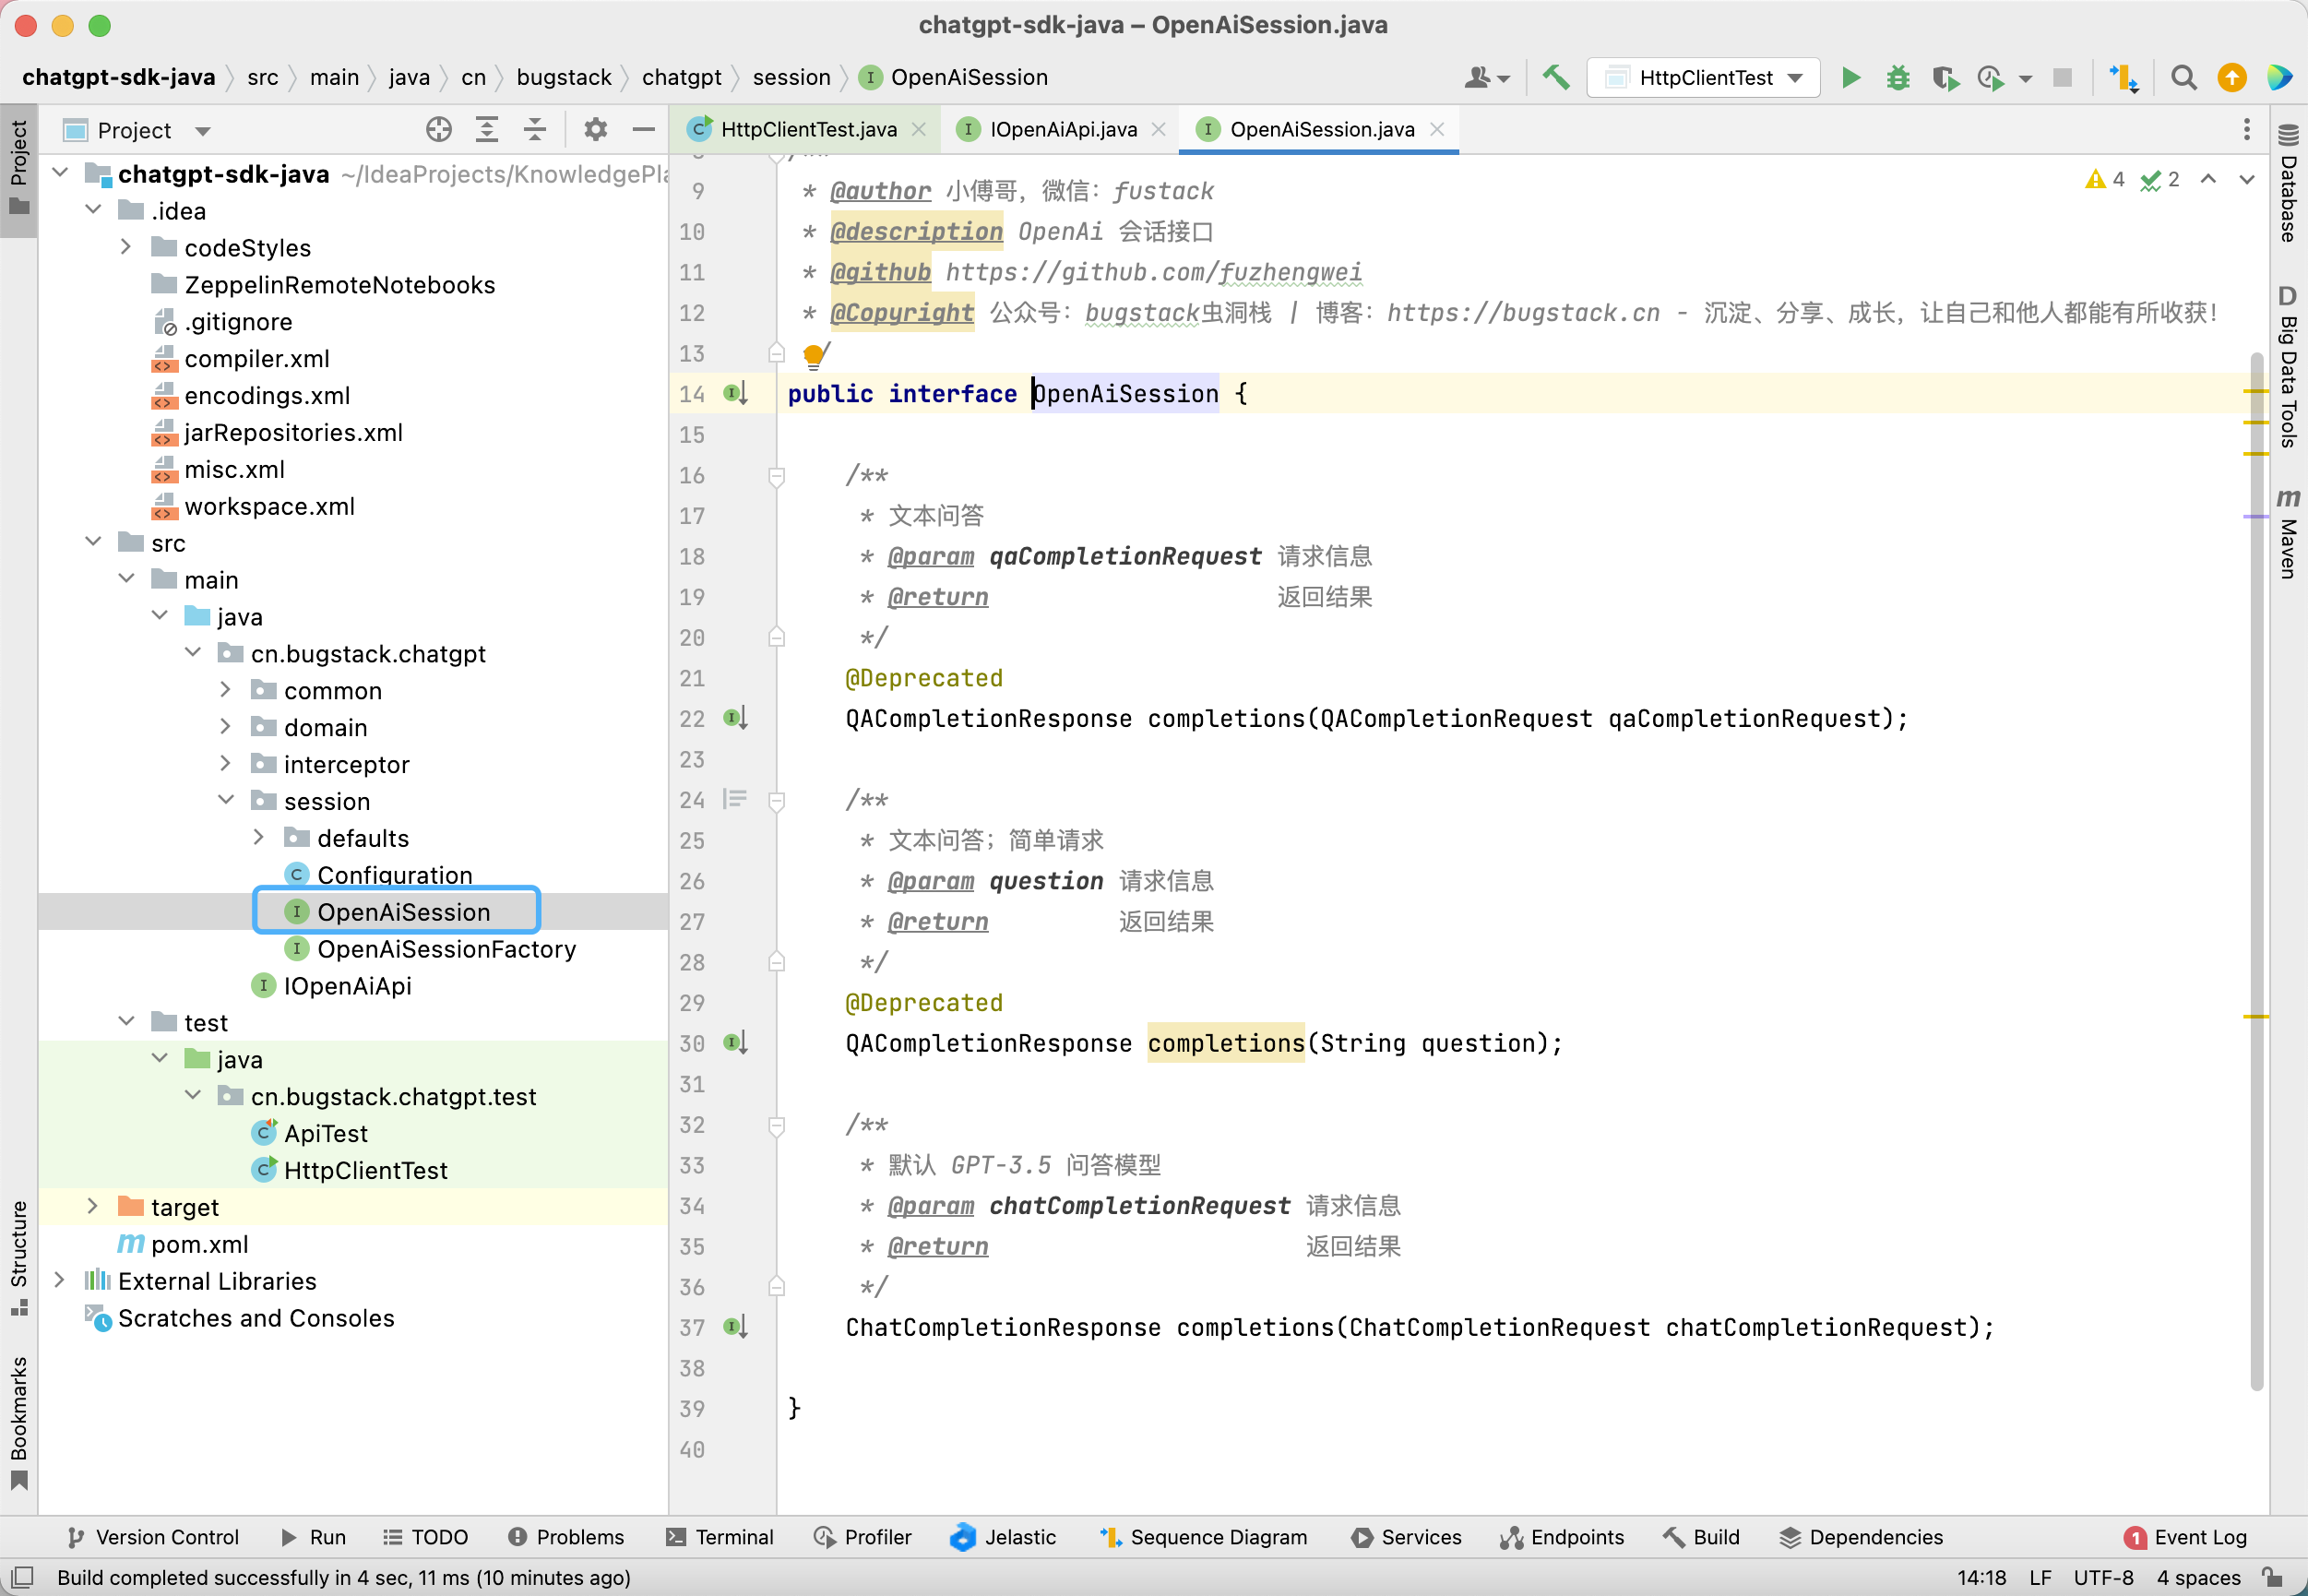 chatgpt-sdk-java – OpenAiSession.java
chatgpt-sdk-java src main java cn bugstack chatgpt session OpenAiSession
HttpClientTest
Project
HttpClientTest.java IOpenAiApi.java OpenAiSession.java
Project
Structure
Bookmarks
chatgpt-sdk-java ~/IdeaProjects/KnowledgePla
.idea
codeStyles
ZeppelinRemoteNotebooks
.gitignore
compiler.xml
encodings.xml
jarRepositories.xml
misc.xml
workspace.xml
src
main
java
cn.bugstack.chatgpt
common
domain
interceptor
session
defaults
Configuration
OpenAiSession
OpenAiSessionFactory
IOpenAiApi
test
java
cn.bugstack.chatgpt.test
ApiTest
HttpClientTest
target
pom.xml
External Libraries
Scratches and Consoles
4 2
9 * @author 小傅哥，微信：fustack
10 * @description OpenAi 会话接口
11 * @github https://github.com/fuzhengwei
12 * @Copyright 公众号：bugstack虫洞栈 | 博客：https://bugstack.cn - 沉淀、分享、成长，让自己和他人都能有所收获！
13 /
14 public interface OpenAiSession {
15
16 /**
17 * 文本问答
18 * @param qaCompletionRequest 请求信息
19 * @return 返回结果
20 */
21 @Deprecated
22 QACompletionResponse completions(QACompletionRequest qaCompletionRequest);
23
24 /**
25 * 文本问答；简单请求
26 * @param question 请求信息
27 * @return 返回结果
28 */
29 @Deprecated
30 QACompletionResponse completions(String question);
31
32 /**
33 * 默认 GPT-3.5 问答模型
34 * @param chatCompletionRequest 请求信息
35 * @return 返回结果
36 */
37 ChatCompletionResponse completions(ChatCompletionRequest chatCompletionRequest);
38
39 }
40
Database
D Big Data Tools
m Maven
Version Control Run TODO Problems Terminal Profiler Jelastic Sequence Diagram Services Endpoints Build Dependencies 1 Event Log
Build completed successfully in 4 sec, 11 ms (10 minutes ago) 14:18 LF UTF-8 4 spaces